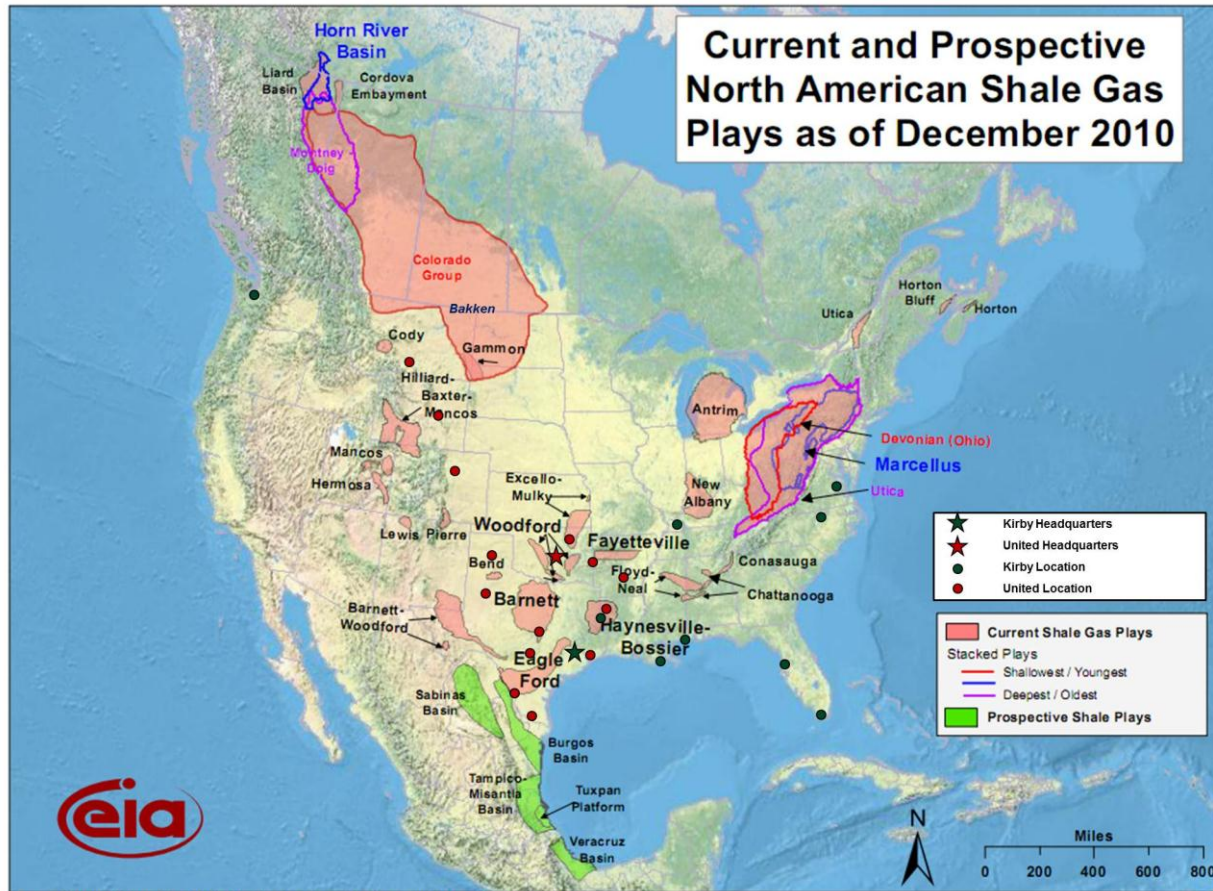 Current and Prospective
North American Shale Gas
Plays as of December 2010
Horn River
Basin
Liard
Basin
Cordova
Embayment
Montney -
Doig
Colorado
Group
Bakken
Cody
Gammon
Hilliard-
Baxter-
Mancos
Mancos
Hermosa
Lewis
Pierre
Antrim
Utica
Horton
Bluff
Horton
Devonian (Ohio)
Marcellus
Utica
New
Albany
Excello-
Mulky
Woodford
Fayetteville
Bend
Floyd-
Neal
Conasauga
Chattanooga
Barnett
Barnett-
Woodford
Haynesville-
Bossier
Eagle
Ford
Sabinas
Basin
Burgos
Basin
Tampico-
Misantla
Basin
Tuxpan
Platform
Veracruz
Basin
Kirby Headquarters
United Headquarters
Kirby Location
United Location
Current Shale Gas Plays
Stacked Plays
Shallowest / Youngest
Deepest / Oldest
Prospective Shale Plays
eia
N
Miles
0 200 400 600 800